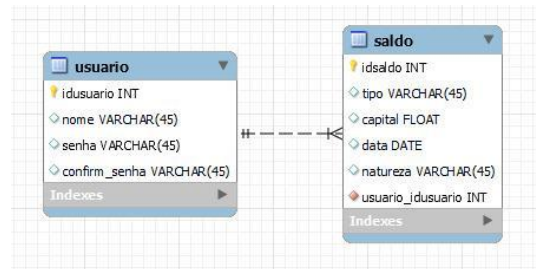 usuario
idusuario INT
nome VARCHAR(45)
senha VARCHAR(45)
confirm_senha VARCHAR(45)
Indexes
saldo
idsaldo INT
tipo VARCHAR(45)
capital FLOAT
data DATE
natureza VARCHAR(45)
usuario_idusuario INT
Indexes